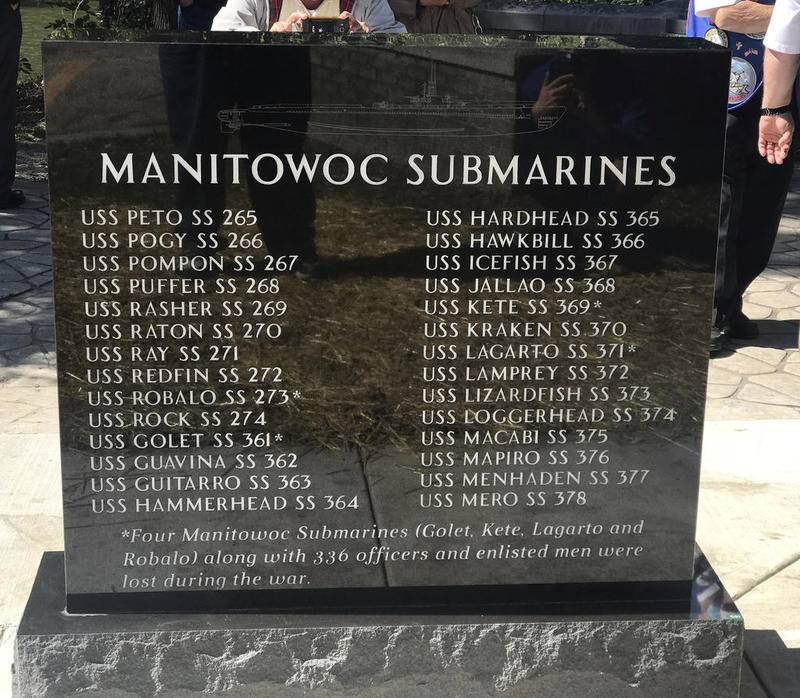 MANITOWOC SUBMARINES
USS PETO SS 265
USS POGY SS 266
USS POMPON SS 267
USS PUFFER SS 268
USS RASHER SS 269
USS RATON SS 270
USS RAY SS 271
USS REDFIN SS 272
USS ROBALO SS 273*
USS ROCK SS 274
USS GOLET SS 361*
USS GUAVINA SS 362
USS GUITARRO SS 363
USS HAMMERHEAD SS 364
USS HARDHEAD SS 365
USS HAWKBILL SS 366
USS ICEFISH SS 367
USS JALLAO SS 368
USS KETE SS 369*
USS KRAKEN SS 370
USS LAGARTO SS 371*
USS LAMPREY SS 372
USS LIZARDFISH SS 373
USS LOGGERHEAD SS 374
USS MACABI SS 375
USS MAPIRO SS 376
USS MENHADEN SS 377
USS MERO SS 378
*Four Manitowoc Submarines (Golet, Kete, Lagarto and
Robalo) along with 336 officers and enlisted men were
lost during the war.